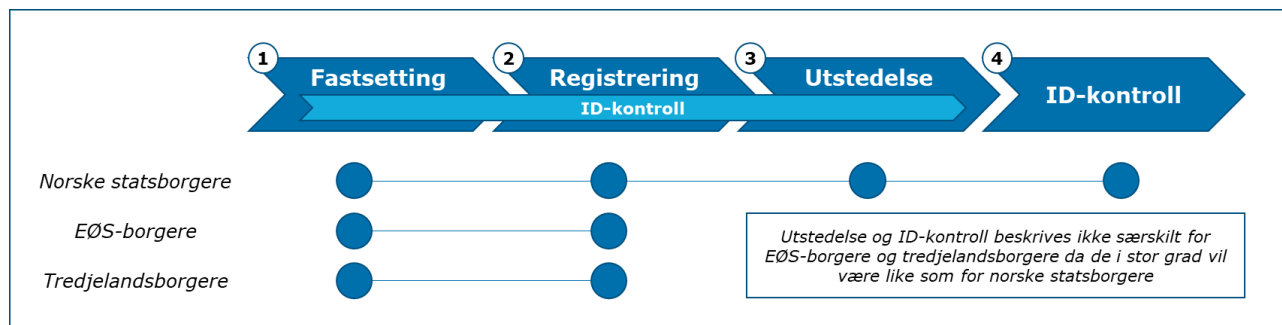 1 Fastsetting 2 Registrering 3 Utstedelse 4 ID-kontroll
ID-kontroll
Norske statsborgere
EØS-borgere
Tredjelandsborgere
Utstedelse og ID-kontroll beskrives ikke særskilt for
EØS-borgere og tredjelandsborgere da de i stor grad vil
være like som for norske statsborgere